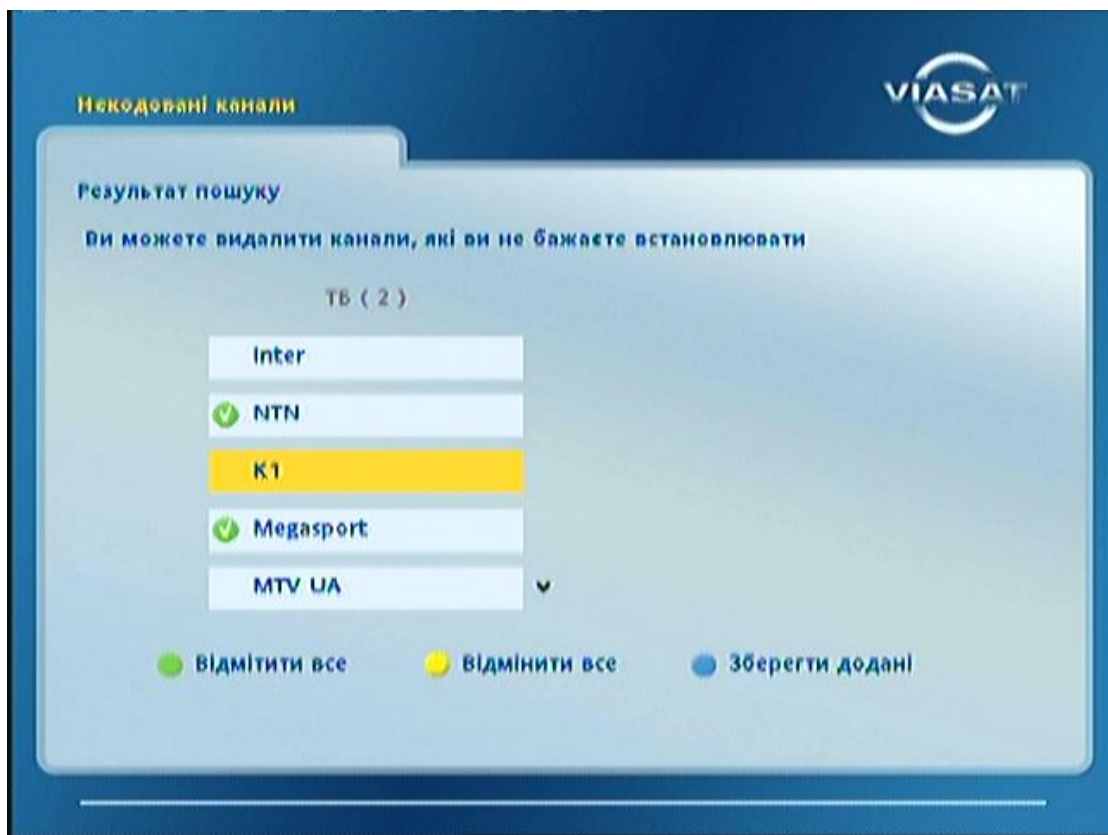 VIASAT
Некодовані канали
Результат пошуку
Ви можете видалити канали, які ви не бажаєте встановлювати
ТБ ( 2 )
Inter
NTN
K1
Megasport
MTV UA
Відмітити все
Відмінити все
Зберегти додані